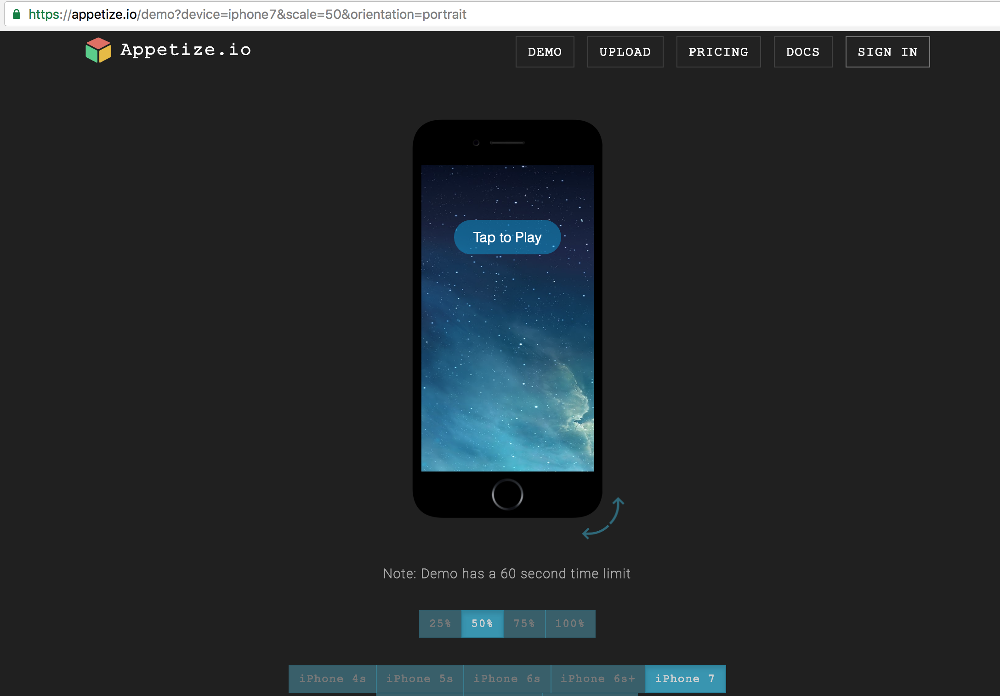 https://appetize.io/demo?device=iphone7&scale=50&orientation=portrait
Appetize.io DEMO UPLOAD PRICING DOCS SIGN IN
Tap to Play
Note: Demo has a 60 second time limit
25% 50% 75% 100%
iPhone 4s iPhone 5s iPhone 6s iPhone 6s+ iPhone 7